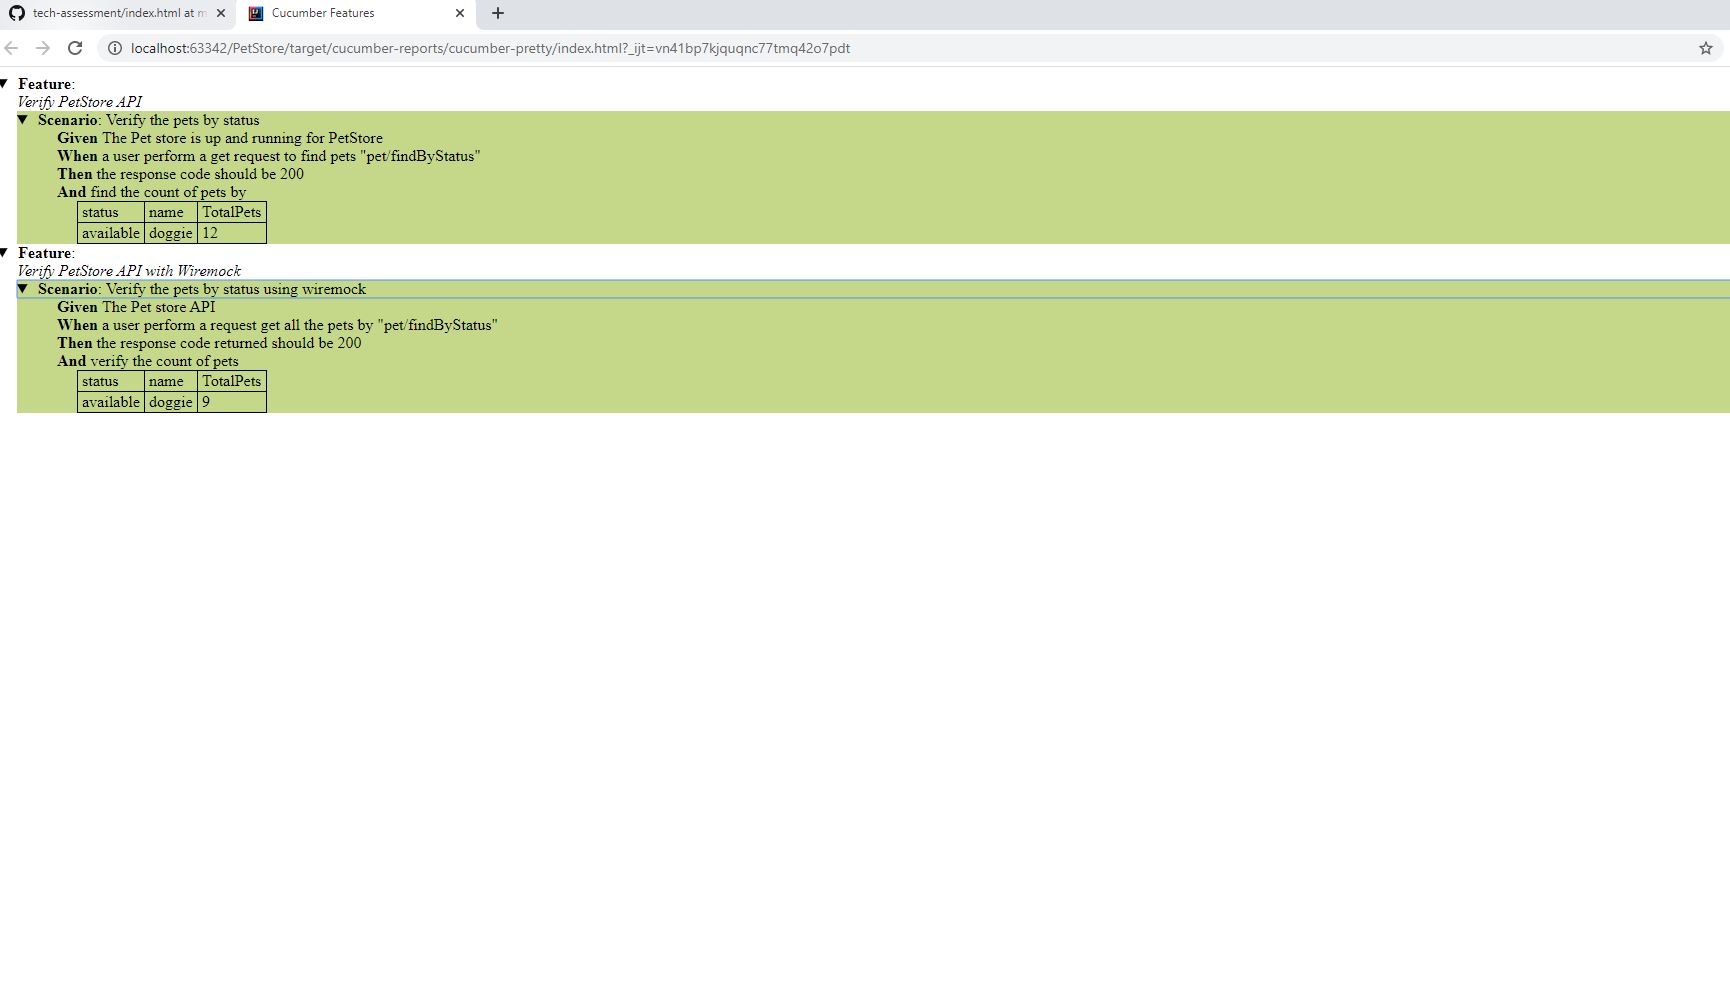 tech-assessment/index.html at m
Cucumber Features
localhost:63342/PetStore/target/cucumber-reports/cucumber-pretty/index.html?_ijt=vn41bp7kjquqnc77tmq42o7pdt
Feature:
Verify PetStore API
Scenario: Verify the pets by status
Given The Pet store is up and running for PetStore
When a user perform a get request to find pets "pet/findByStatus"
Then the response code should be 200
And find the count of pets by
status name TotalPets
available doggie 12
Feature:
Verify PetStore API with Wiremock
Scenario: Verify the pets by status using wiremock
Given The Pet store API
When a user perform a request get all the pets by "pet/findByStatus"
Then the response code returned should be 200
And verify the count of pets
status name TotalPets
available doggie 9